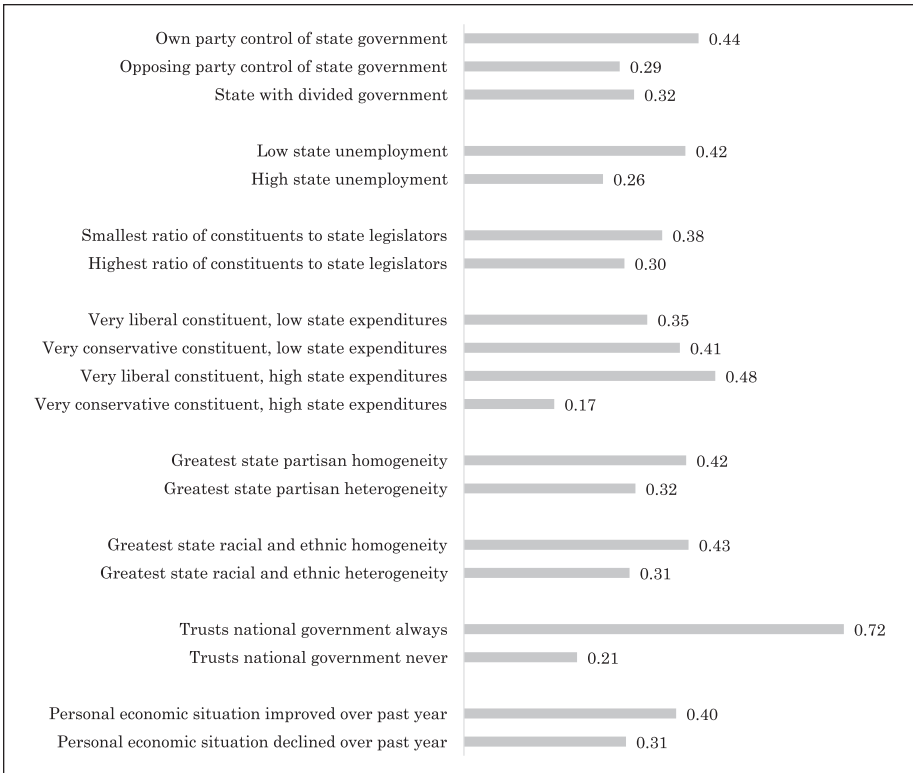 Own party control of state government 0.44
Opposing party control of state government 0.29
State with divided government 0.32
Low state unemployment 0.42
High state unemployment 0.26
Smallest ratio of constituents to state legislators 0.38
Highest ratio of constituents to state legislators 0.30
Very liberal constituent, low state expenditures 0.35
Very conservative constituent, low state expenditures 0.41
Very liberal constituent, high state expenditures 0.48
Very conservative constituent, high state expenditures 0.17
Greatest state partisan homogeneity 0.42
Greatest state partisan heterogeneity 0.32
Greatest state racial and ethnic homogeneity 0.43
Greatest state racial and ethnic heterogeneity 0.31
Trusts national government always 0.72
Trusts national government never 0.21
Personal economic situation improved over past year 0.40
Personal economic situation declined over past year 0.31